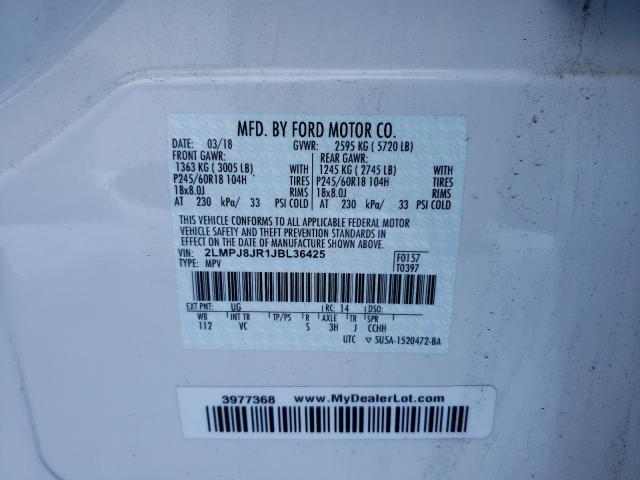 MFD. BY FORD MOTOR CO.
DATE: 03/18 GVWR: 2595 KG ( 5720 LB)
FRONT GAWR: REAR GAWR:
1363 KG ( 3005 LB) 1245 KG ( 2745 LB)
P245/60R18 104H TIRES P245/60R18 104H TIRES
18x8.0J RIMS 18x8.0J RIMS
AT 230 kPa/ 33 PSI COLD AT 230 kPa/ 33 PSI COLD
THIS VEHICLE CONFORMS TO ALL APPLICABLE FEDERAL MOTOR
VEHICLE SAFETY AND THEFT PREVENTION STANDARDS IN
EFFECT ON THE DATE OF MANUFACTURE SHOWN ABOVE.
VIN: 2LMPJ8JR1JBL36425 F0157
TYPE: MPV T0397
EXT PNT: UG RC: 14 DSO:
WB INT TR TP/PS R AXLE TR SPR
112 VC S 3H J CCHH
UTC ▽ 5U5A-1520472-BA
3977368 www.MyDealerLot.com